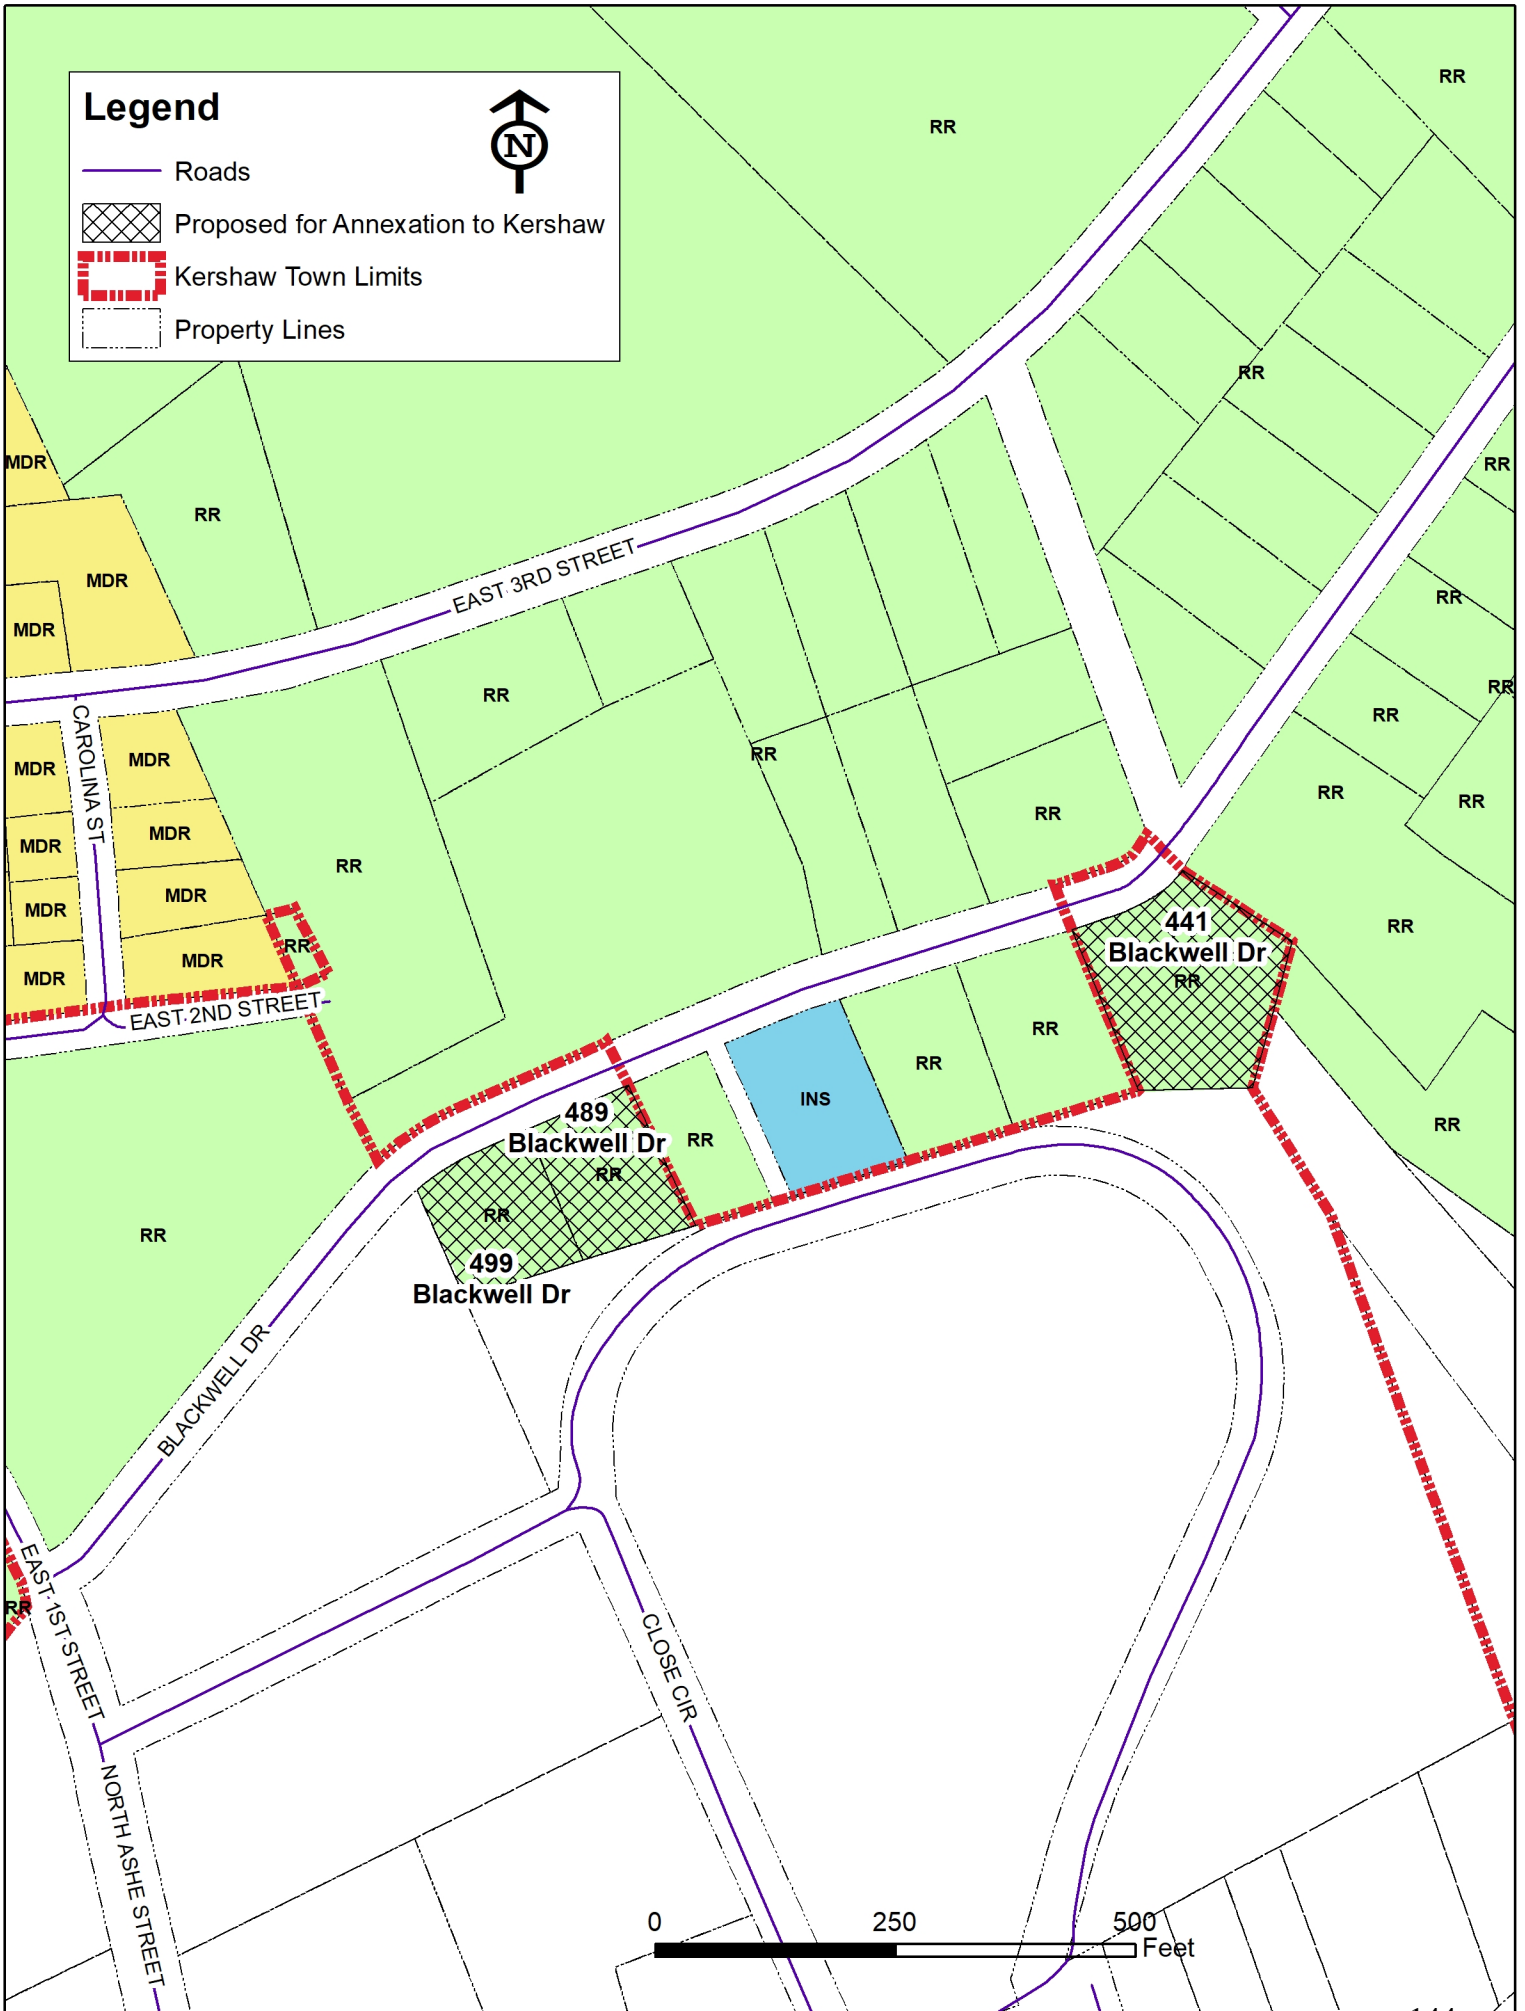 Legend
N
Roads
Proposed for Annexation to Kershaw
Kershaw Town Limits
Property Lines
RR
RR
RR
RR
MDR
RR
MDR
EAST 3RD STREET
RR
MDR
RR
RR
RR
CAROLINA ST
MDR
MDR
RR
RR
RR
RR
MDR
MDR
RR
MDR
MDR
441
Blackwell Dr
RR
RR
RR
MDR
MDR
EAST 2ND STREET
RR
RR
INS
489
Blackwell Dr
RR
RR
RR
RR
RR
499
Blackwell Dr
BLACKWELL DR
EAST 1ST STREET
RR
CLOSE CIR
NORTH ASHE STREET
0 250 500
Feet